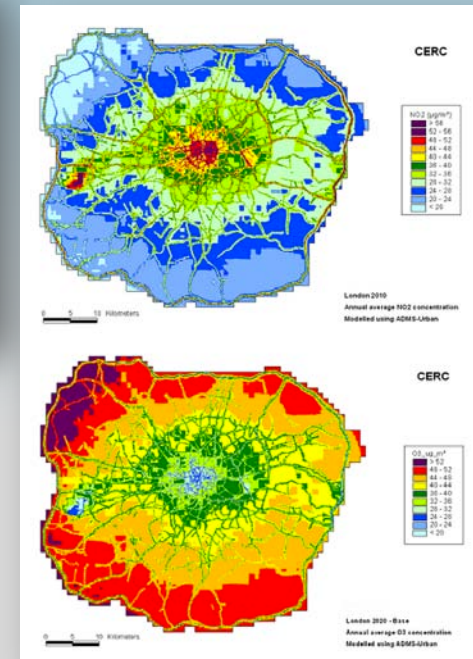 CERC
NO2 (µg/m³)
> 56
52 - 56
48 - 52
44 - 48
40 - 44
36 - 40
32 - 36
28 - 32
24 - 28
20 - 24
< 20
0 5 10 Kilometers
London 2010
Annual average NO2 concentration
Modelled using ADMS-Urban
CERC
O3_ug_m³
> 52
48 - 52
44 - 48
40 - 44
36 - 40
32 - 36
28 - 32
24 - 28
20 - 24
< 20
0 5 10 Kilometers
London 2020 - Base
Annual average O3 concentration
Modelled using ADMS-Urban